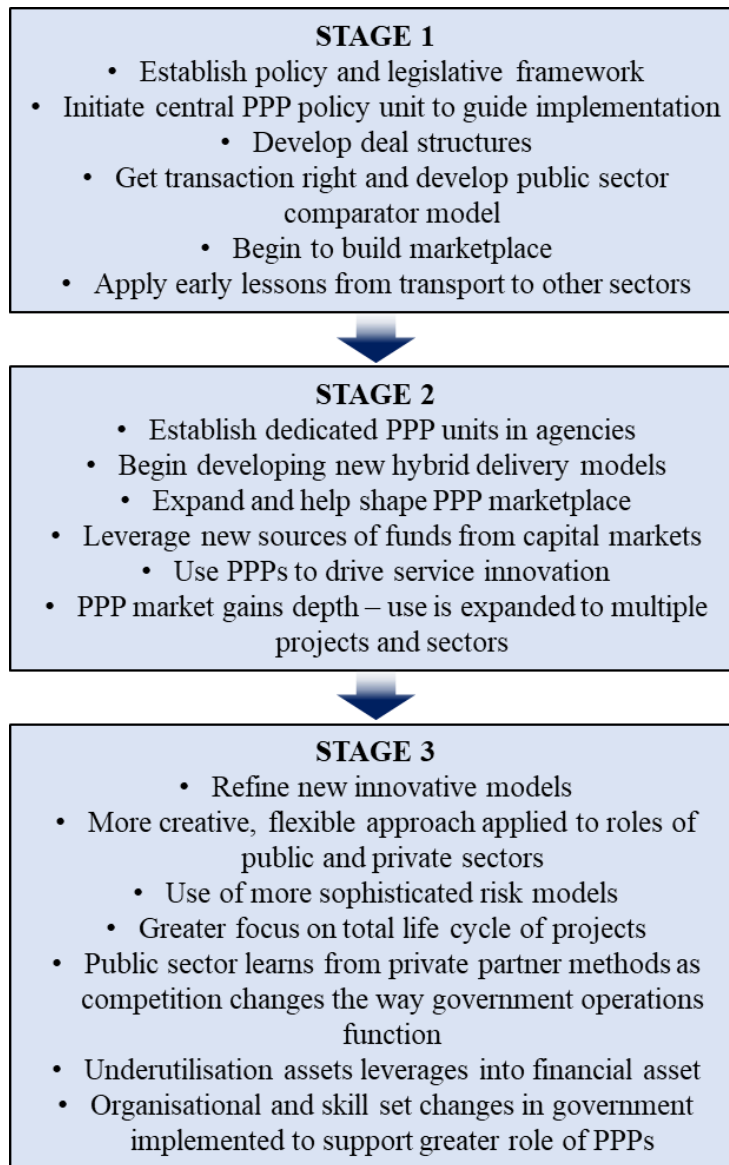 STAGE 1
• Establish policy and legislative framework
• Initiate central PPP policy unit to guide implementation
• Develop deal structures
• Get transaction right and develop public sector
comparator model
• Begin to build marketplace
• Apply early lessons from transport to other sectors
STAGE 2
• Establish dedicated PPP units in agencies
• Begin developing new hybrid delivery models
• Expand and help shape PPP marketplace
• Leverage new sources of funds from capital markets
• Use PPPs to drive service innovation
• PPP market gains depth – use is expanded to multiple
projects and sectors
STAGE 3
• Refine new innovative models
• More creative, flexible approach applied to roles of
public and private sectors
• Use of more sophisticated risk models
• Greater focus on total life cycle of projects
• Public sector learns from private partner methods as
competition changes the way government operations
function
• Underutilisation assets leverages into financial asset
• Organisational and skill set changes in government
implemented to support greater role of PPPs